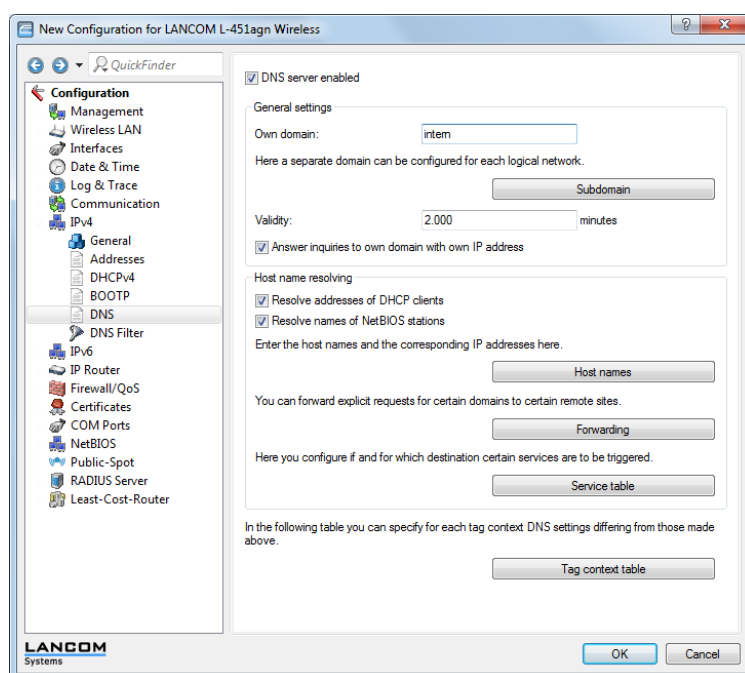 New Configuration for LANCOM L-451agn Wireless
?
X
QuickFinder
Configuration
Management
Wireless LAN
Interfaces
Date & Time
Log & Trace
Communication
IPv4
General
Addresses
DHCPv4
BOOTP
DNS
DNS Filter
IPv6
IP Router
Firewall/QoS
Certificates
COM Ports
NetBIOS
Public-Spot
RADIUS Server
Least-Cost-Router
DNS server enabled
General settings
Own domain: intern
Here a separate domain can be configured for each logical network.
Subdomain
Validity: 2.000 minutes
Answer inquiries to own domain with own IP address
Host name resolving
Resolve addresses of DHCP clients
Resolve names of NetBIOS stations
Enter the host names and the corresponding IP addresses here.
Host names
You can forward explicit requests for certain domains to certain remote sites.
Forwarding
Here you configure if and for which destination certain services are to be triggered.
Service table
In the following table you can specify for each tag context DNS settings differing from those made
above.
Tag context table
LANCOM
Systems
OK
Cancel